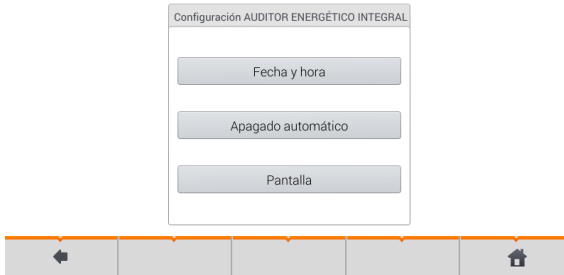 Configuración AUDITOR ENERGÉTICO INTEGRAL
Fecha y hora
Apagado automático
Pantalla